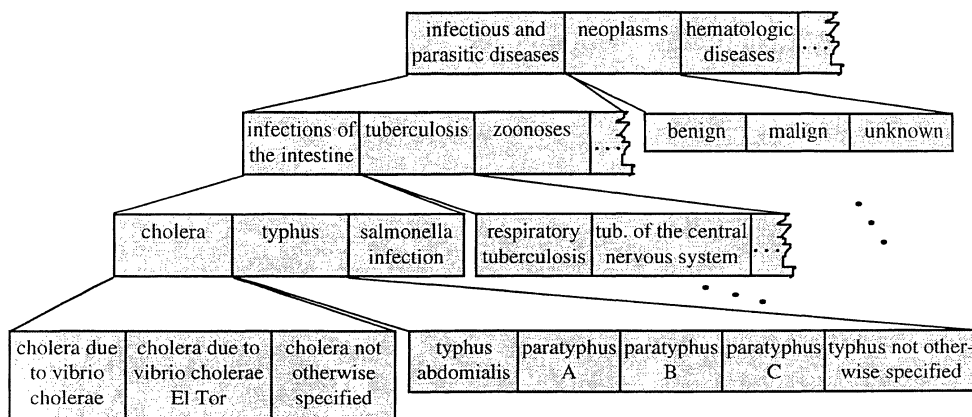 infectious and
parasitic diseases
neoplasms
hematologic
diseases
...
infections of
the intestine
tuberculosis
zoonoses
...
benign
malign
unknown
cholera
typhus
salmonella
infection
respiratory
tuberculosis
tub. of the central
nervous system
...
cholera due
to vibrio
cholerae
cholera due to
vibrio cholerae
El Tor
cholera not
otherwise
specified
typhus
abdomialis
paratyphus
A
paratyphus
B
paratyphus
C
typhus not other-
wise specified